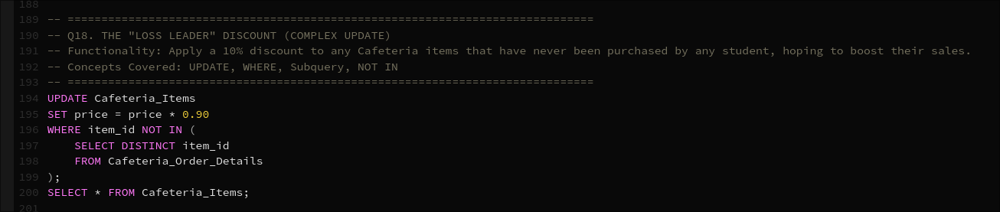 188
189 -- ==============================================================================
190 -- Q18. THE "LOSS LEADER" DISCOUNT (COMPLEX UPDATE)
191 -- Functionality: Apply a 10% discount to any Cafeteria items that have never been purchased by any student, hoping to boost their sales.
192 -- Concepts Covered: UPDATE, WHERE, Subquery, NOT IN
193 -- ==============================================================================
194 UPDATE Cafeteria_Items
195 SET price = price * 0.90
196 WHERE item_id NOT IN (
197     SELECT DISTINCT item_id
198     FROM Cafeteria_Order_Details
199 );
200 SELECT * FROM Cafeteria_Items;
201